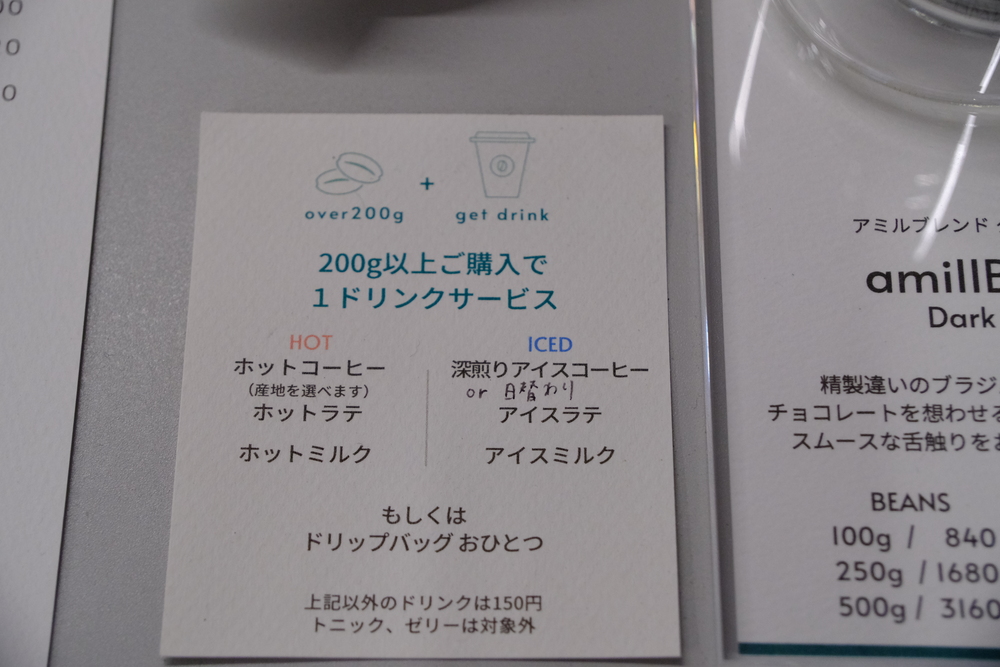 over200g + get drink
200g以上ご購入で
1ドリンクサービス
HOT
ホットコーヒー
(産地を選べます)
ホットラテ
ホットミルク
ICED
深煎りアイスコーヒー
or 日替わり
アイスラテ
アイスミルク
もしくは
ドリップバッグ おひとつ
上記以外のドリンクは150円
トニック、ゼリーは対象外
アミルブレンド
amillB
Dark
精製違いのブラジ
チョコレートを想わせる
スムースな舌触りをお
BEANS
100g / 840
250g / 1680
500g / 3160